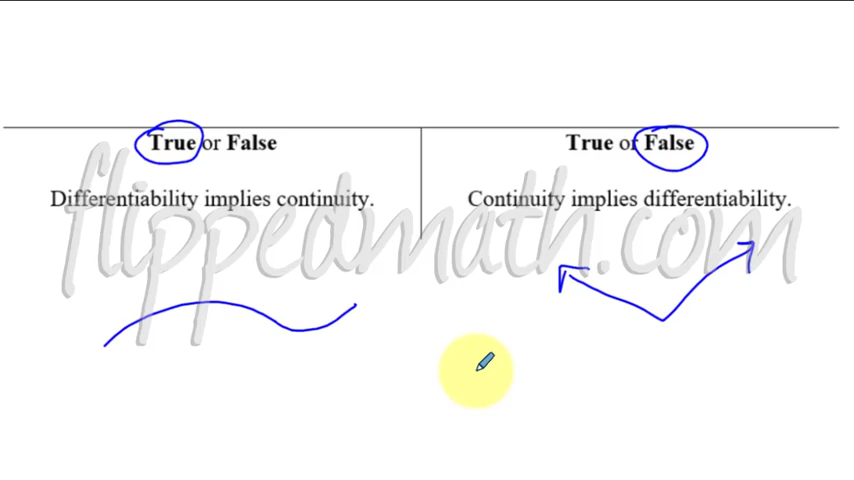 True or False
Differentiability implies continuity.
True or False
Continuity implies differentiability.
flippedmath.com